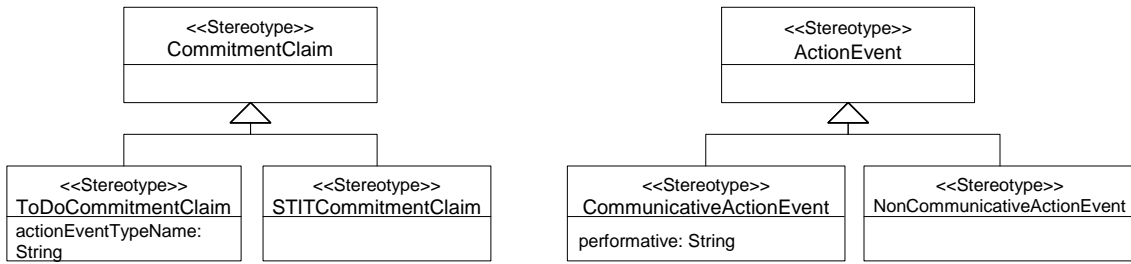 <<Stereotype>>
CommitmentClaim
<<Stereotype>>
ActionEvent
<<Stereotype>>
ToDoCommitmentClaim
actionEventTypeName:
String
<<Stereotype>>
STITCommitmentClaim
<<Stereotype>>
CommunicativeActionEvent
performative: String
<<Stereotype>>
NonCommunicativeActionEvent